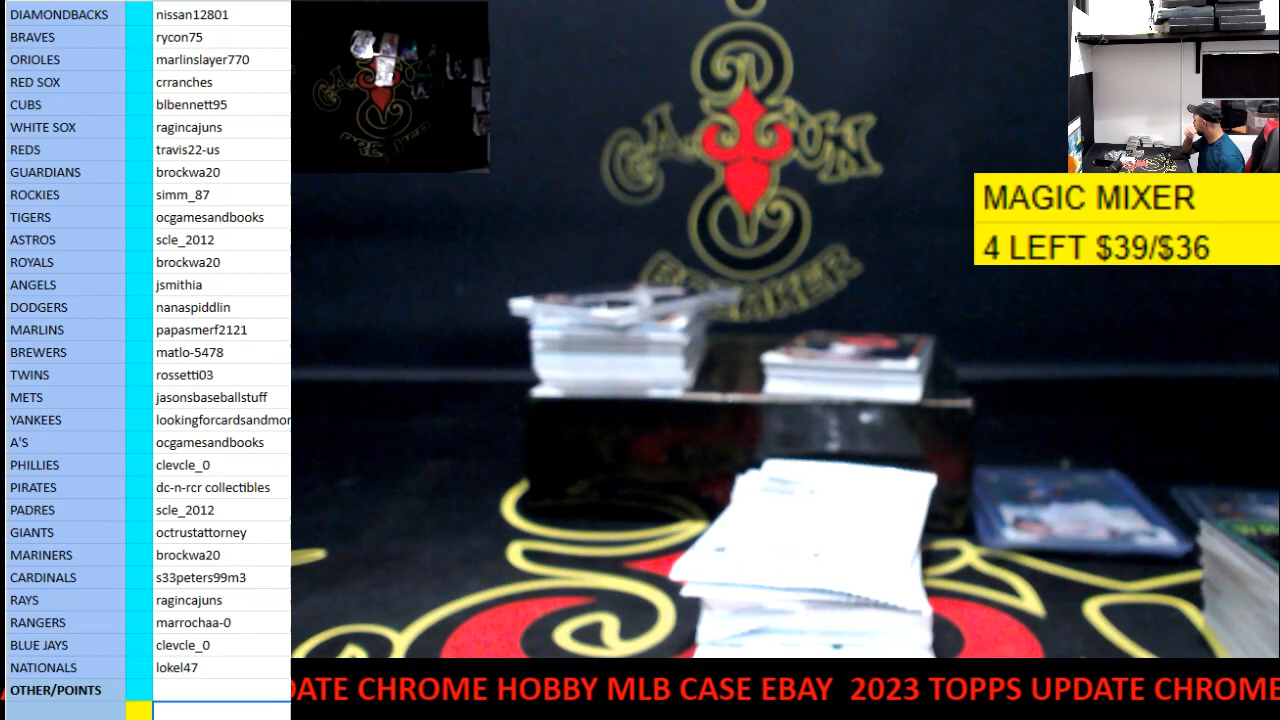 DIAMONDBACKS nissan12801
BRAVES rycon75
ORIOLES marlinslayer770
RED SOX crranches
CUBS blbennett95
WHITE SOX ragincajuns
REDS travis22-us
GUARDIANS brockwa20
ROCKIES simm_87
TIGERS ocgamesandbooks
ASTROS scle_2012
ROYALS brockwa20
ANGELS jsmithia
DODGERS nanaspiddlin
MARLINS papasmerf2121
BREWERS matlo-5478
TWINS rossetti03
METS jasonsbaseballstuff
YANKEES lookingforcardsandmor
A'S ocgamesandbooks
PHILLIES clevcle_0
PIRATES dc-n-rcr collectibles
PADRES scle_2012
GIANTS octrustattorney
MARINERS brockwa20
CARDINALS s33peters99m3
RAYS ragincajuns
RANGERS marrochaa-0
BLUE JAYS clevcle_0
NATIONALS lokel47
OTHER/POINTS
MAGIC MIXER
4 LEFT $39/$36
DATE CHROME HOBBY MLB CASE EBAY 2023 TOPPS UPDATE CHROME